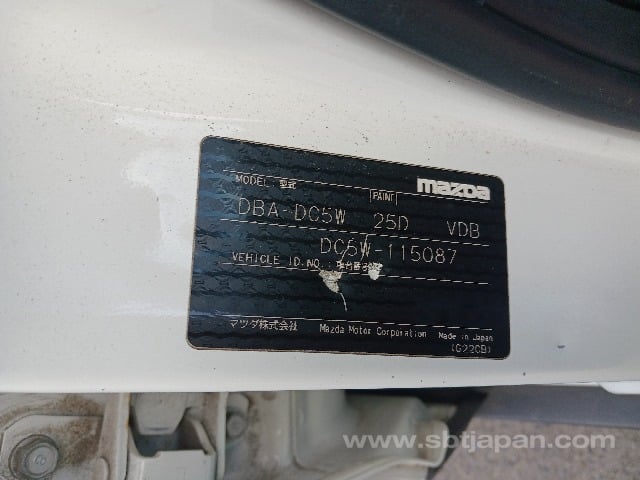 mazda
MODEL: 型式 PAINT
DBA-DC5W 25D VDB
DC5W-115087
VEHICLE ID.NO.:
マツダ株式会社 Mazda Motor Corporation Made in Japan
(G22CB)
www.sbtjapan.com